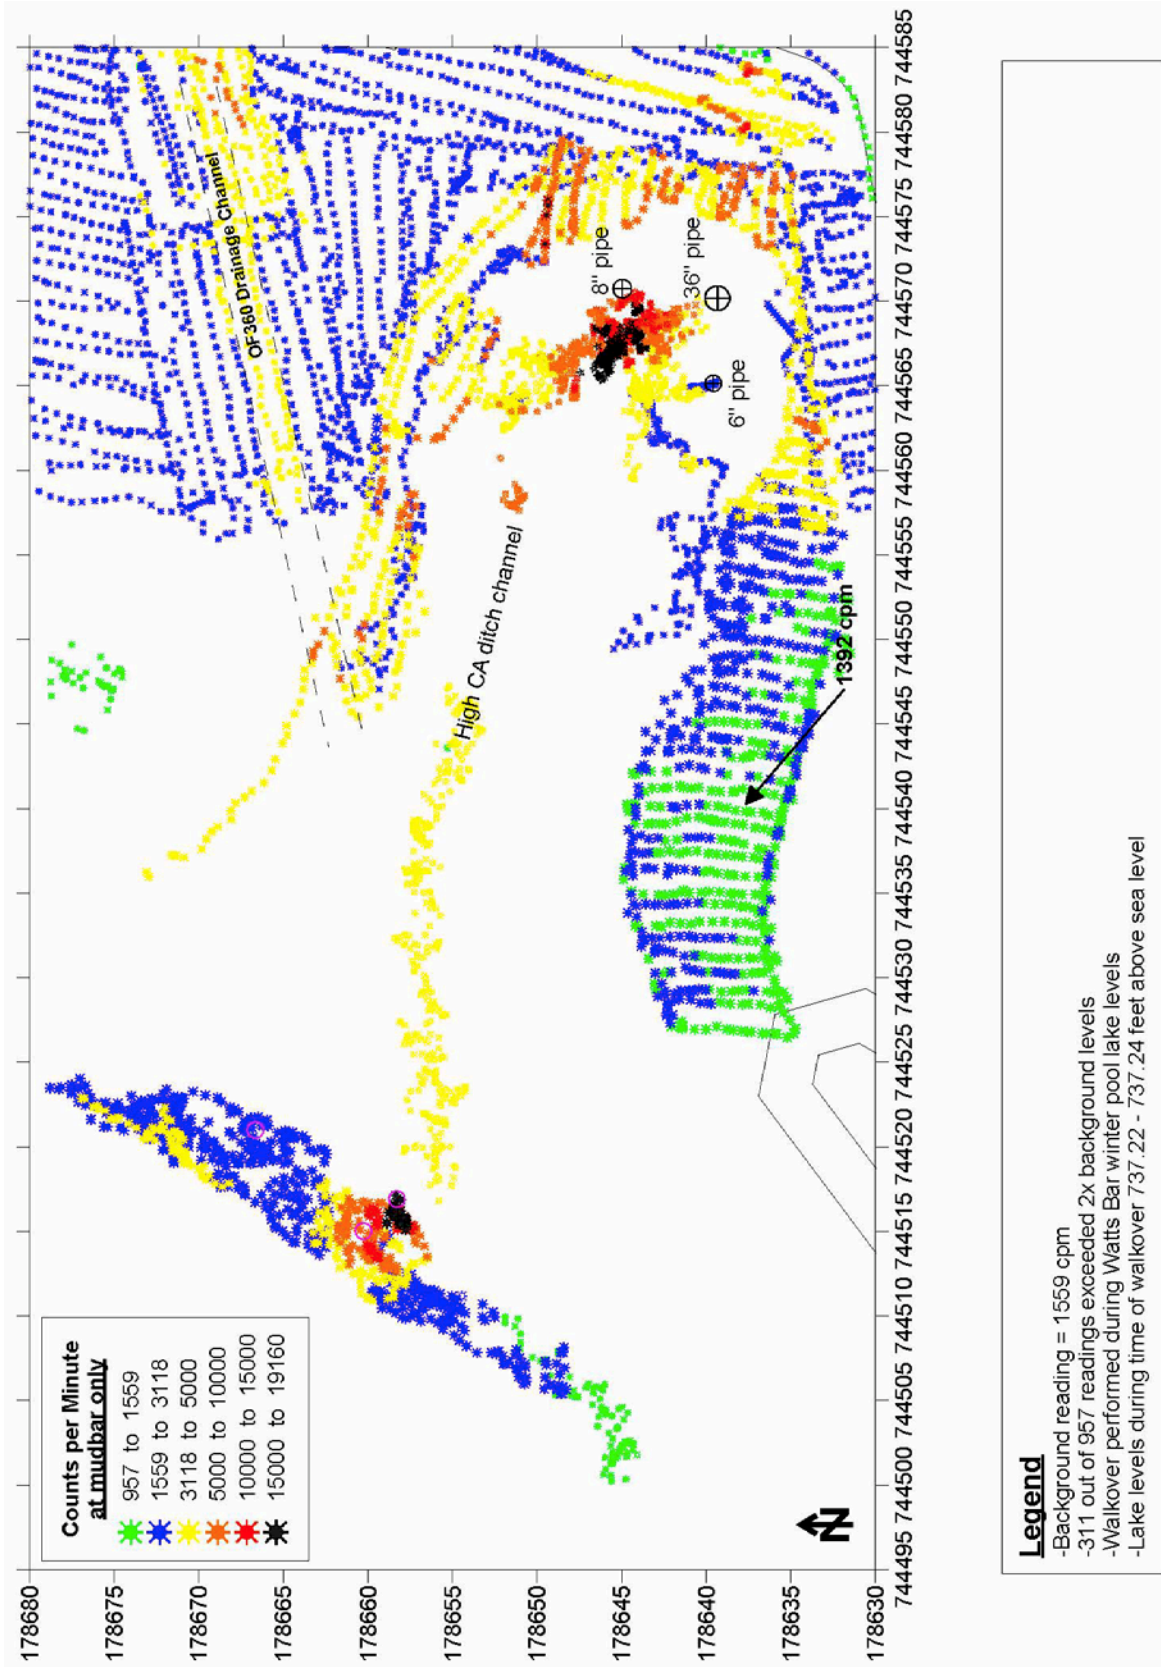 Counts per Minute
at mudbar only
957 to 1559
1559 to 3118
3118 to 5000
5000 to 10000
10000 to 15000
15000 to 19160
N
178680
178675
178670
178665
178660
178655
178650
178645
178640
178635
178630
744495 744500 744505 744510 744515 744520 744525 744530 744535 744540 744545 744550 744555 744560 744565 744570 744575 744580 744585
OF360 Drainage Channel
High CA ditch channel
8" pipe
36" pipe
6" pipe
1392 cpm
Legend
-Background reading = 1559 cpm
-311 out of 957 readings exceeded 2x background levels
-Walkover performed during Watts Bar winter pool lake levels
-Lake levels during time of walkover 737.22 - 737.24 feet above sea level